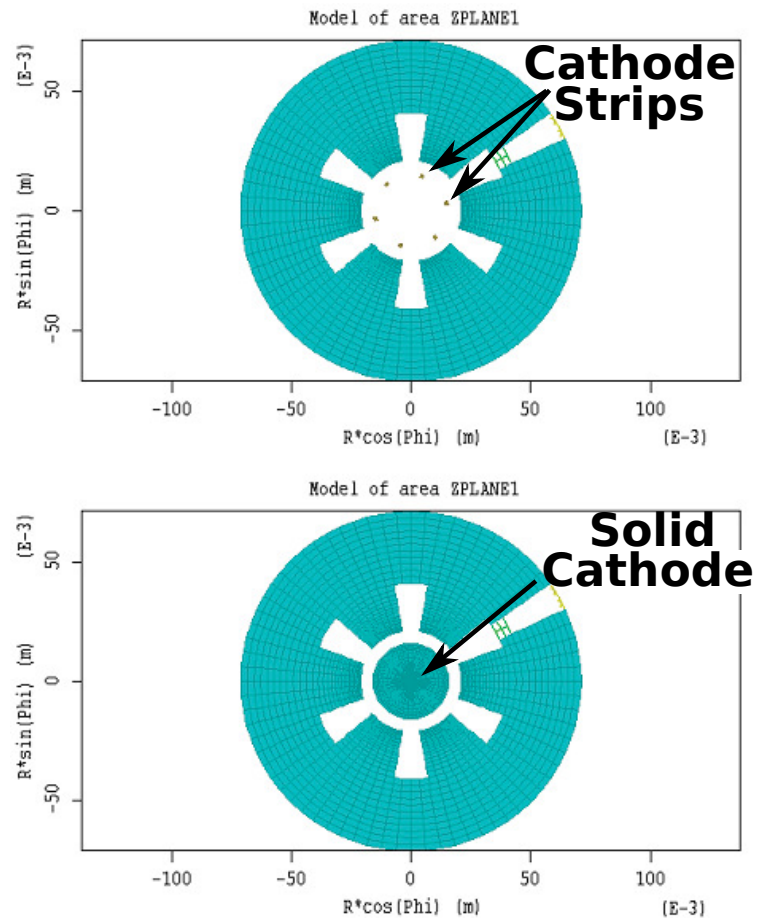 Model of area ZPLANE1
(E-3)
Cathode
Strips
50
0
-50
R*sin(Phi) (m)
-100 -50 0 50 100
R*cos(Phi) (m) (E-3)
Model of area ZPLANE1
(E-3)
Solid
Cathode
50
0
-50
R*sin(Phi) (m)
-100 -50 0 50 100
R*cos(Phi) (m) (E-3)